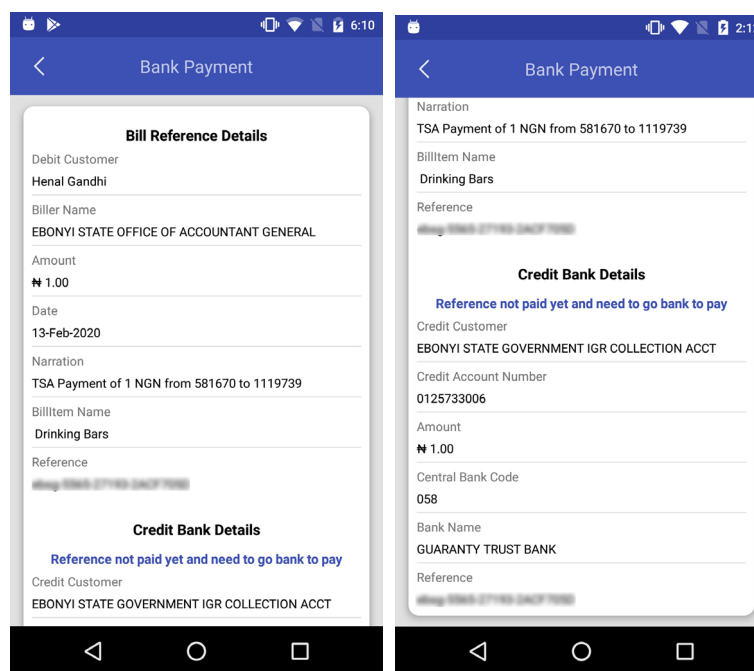 6:10
Bank Payment
Bill Reference Details
Debit Customer
Henal Gandhi
Biller Name
EBONYI STATE OFFICE OF ACCOUNTANT GENERAL
Amount
₦ 1.00
Date
13-Feb-2020
Narration
TSA Payment of 1 NGN from 581670 to 1119739
BillItem Name
Drinking Bars
Reference
Credit Bank Details
Reference not paid yet and need to go bank to pay
Credit Customer
EBONYI STATE GOVERNMENT IGR COLLECTION ACCT
Bank Payment
Narration
TSA Payment of 1 NGN from 581670 to 1119739
BillItem Name
Drinking Bars
Reference
Credit Bank Details
Reference not paid yet and need to go bank to pay
Credit Customer
EBONYI STATE GOVERNMENT IGR COLLECTION ACCT
Credit Account Number
0125733006
Amount
₦ 1.00
Central Bank Code
058
Bank Name
GUARANTY TRUST BANK
Reference